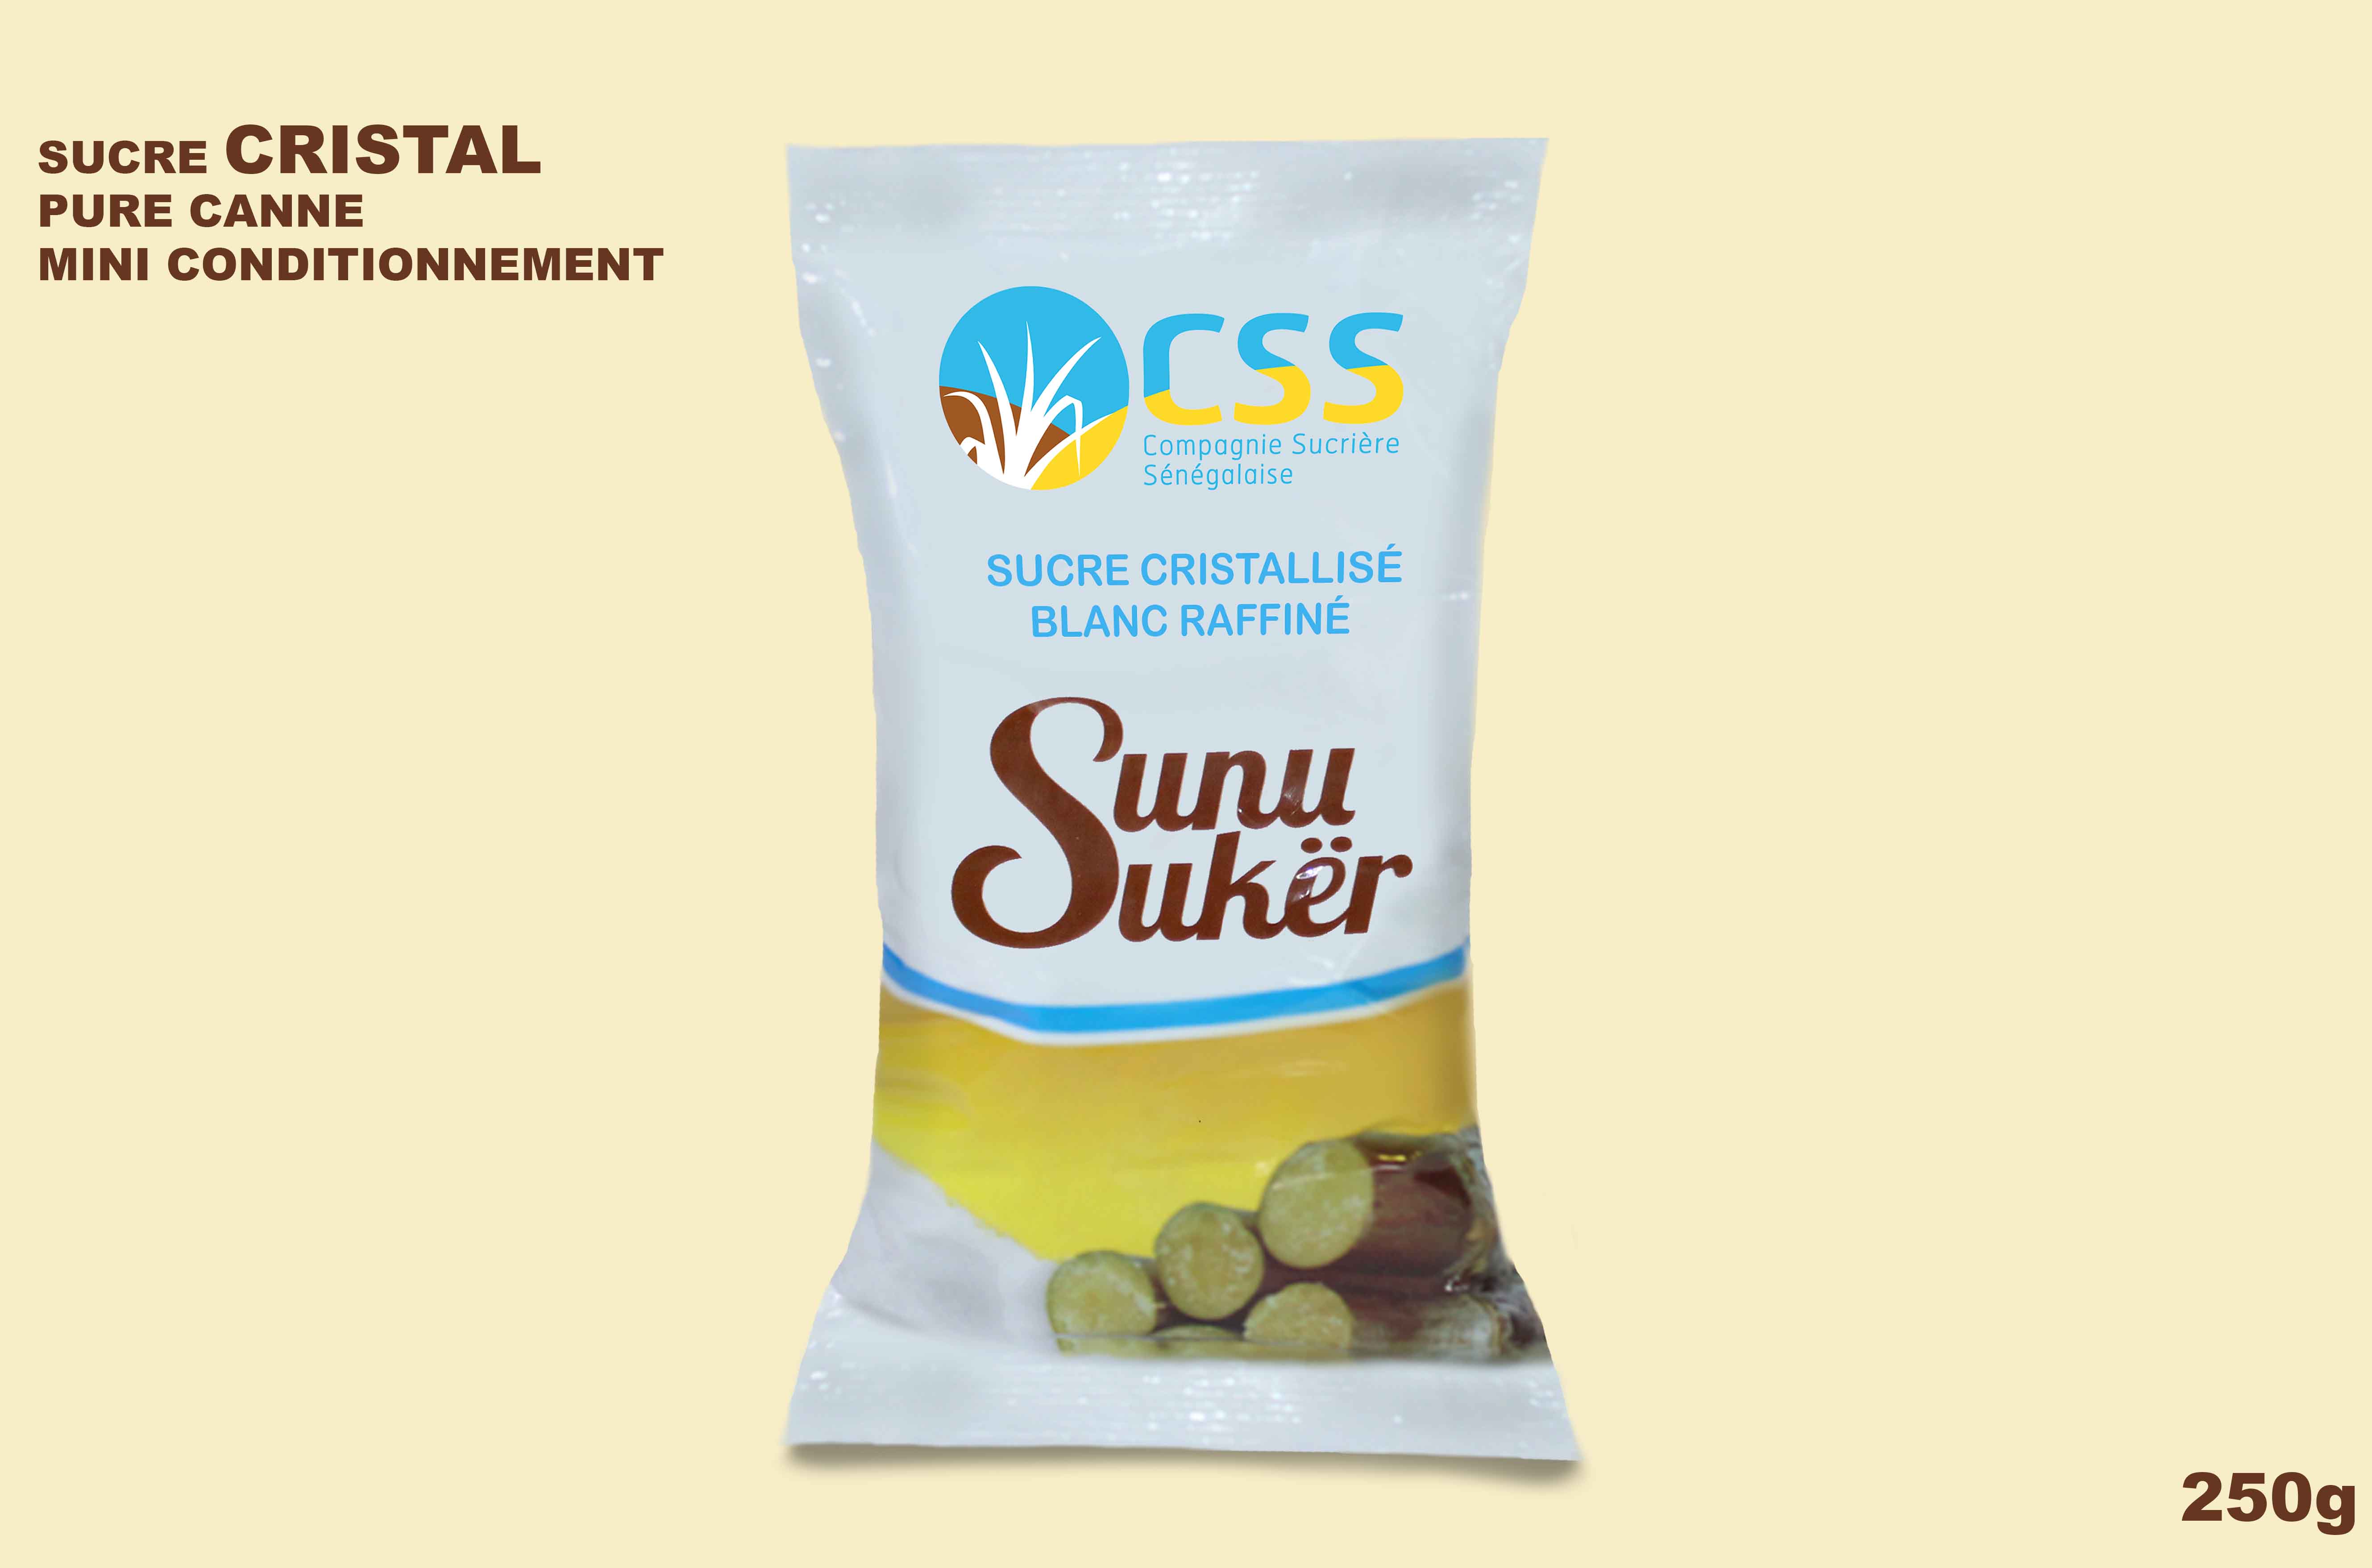 SUCRE CRISTAL
PURE CANNE
MINI CONDITIONNEMENT
CSS
Compagnie Sucrière
Sénégalaise
SUCRE CRISTALLISÉ
BLANC RAFFINÉ
Sunu
Sukër
250g